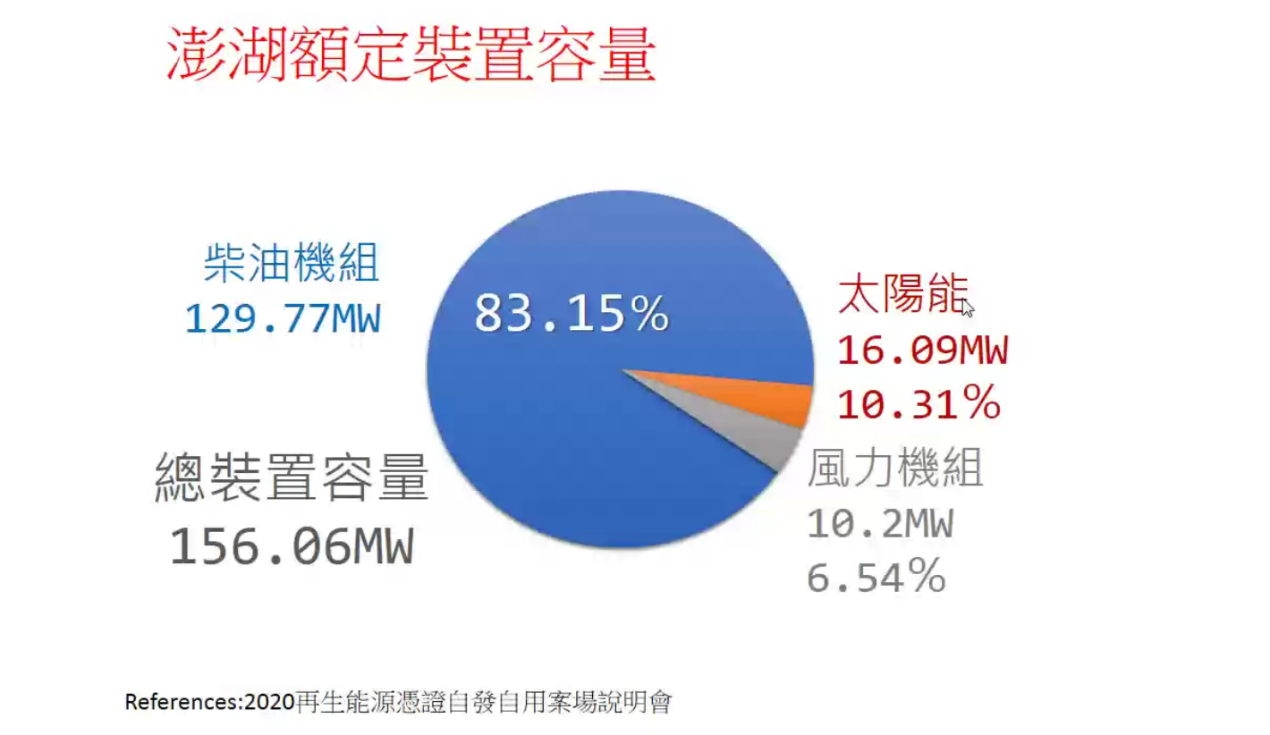 澎湖額定裝置容量
柴油機組
129.77MW
83.15%
太陽能
16.09MW
10.31%
總裝置容量
156.06MW
風力機組
10.2MW
6.54%
References:2020再生能源憑證自發自用案場說明會